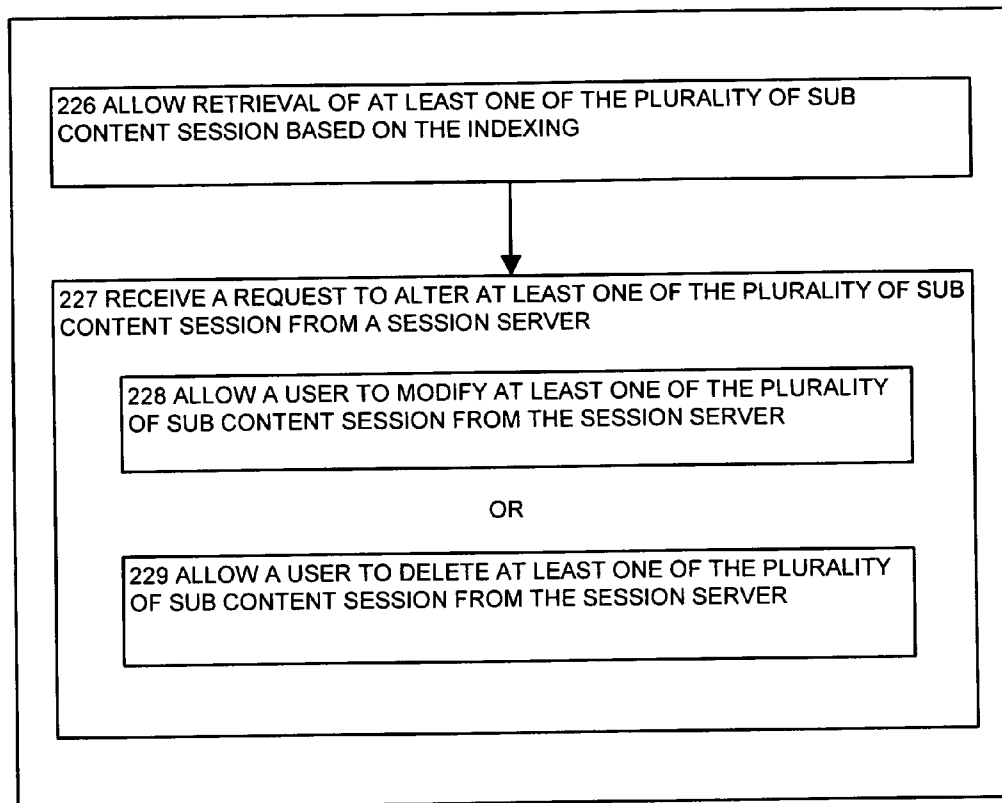 226 ALLOW RETRIEVAL OF AT LEAST ONE OF THE PLURALITY OF SUB
CONTENT SESSION BASED ON THE INDEXING
227 RECEIVE A REQUEST TO ALTER AT LEAST ONE OF THE PLURALITY OF SUB
CONTENT SESSION FROM A SESSION SERVER
228 ALLOW A USER TO MODIFY AT LEAST ONE OF THE PLURALITY
OF SUB CONTENT SESSION FROM THE SESSION SERVER
OR
229 ALLOW A USER TO DELETE AT LEAST ONE OF THE PLURALITY
OF SUB CONTENT SESSION FROM THE SESSION SERVER